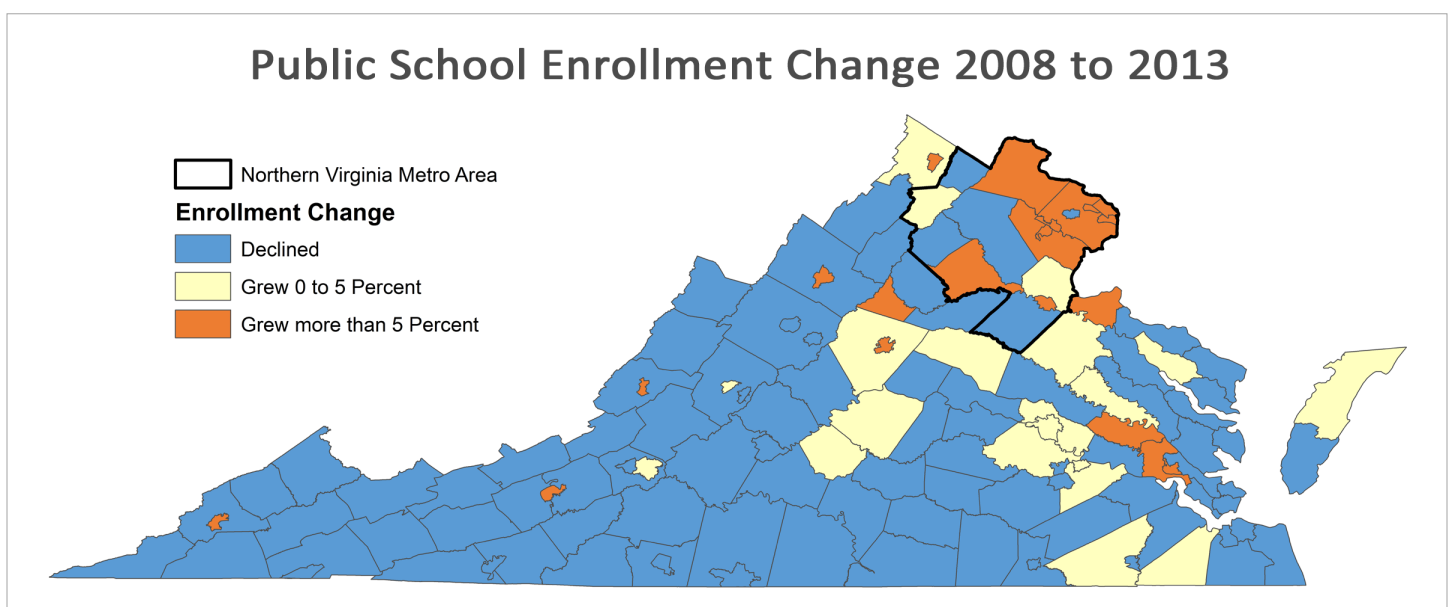 Public School Enrollment Change 2008 to 2013
Northern Virginia Metro Area
Enrollment Change
Declined
Grew 0 to 5 Percent
Grew more than 5 Percent